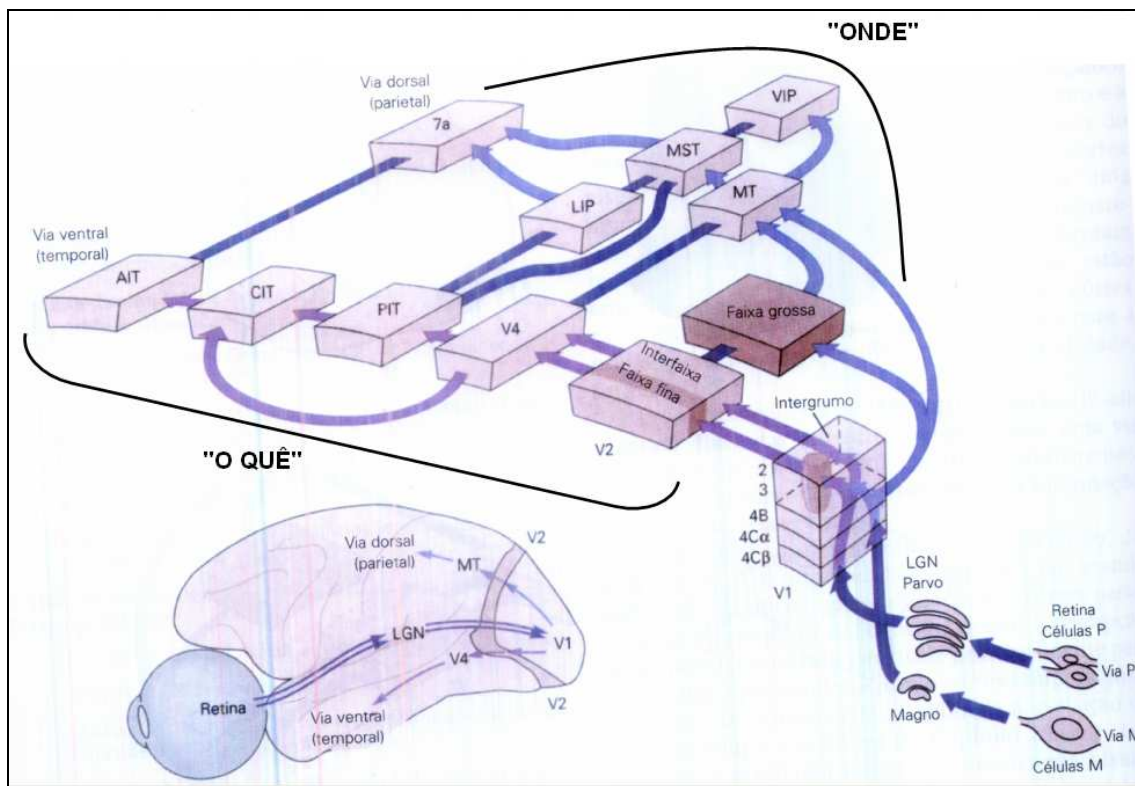 "ONDE"
Via dorsal
(parietal)
7a
VIP
MST
MT
LIP
Via ventral
(temporal)
AIT
CIT
PIT
V4
Faixa grossa
Interfaixa
Faixa fina
V2
Intergrumo
"O QUÊ"
2
3
4B
4Cα
4Cβ
V1
LGN
Parvo
Retina
Células P
Via P
Magno
Via M
Células M
V2
Via dorsal
(parietal)
MT
LGN
V1
V4
Retina
V2
Via ventral
(temporal)